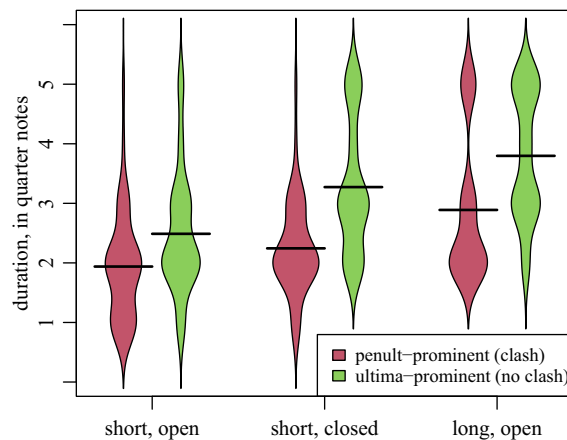 duration, in quarter notes
5
4
3
2
1
penult−prominent (clash)
ultima−prominent (no clash)
short, open
short, closed
long, open